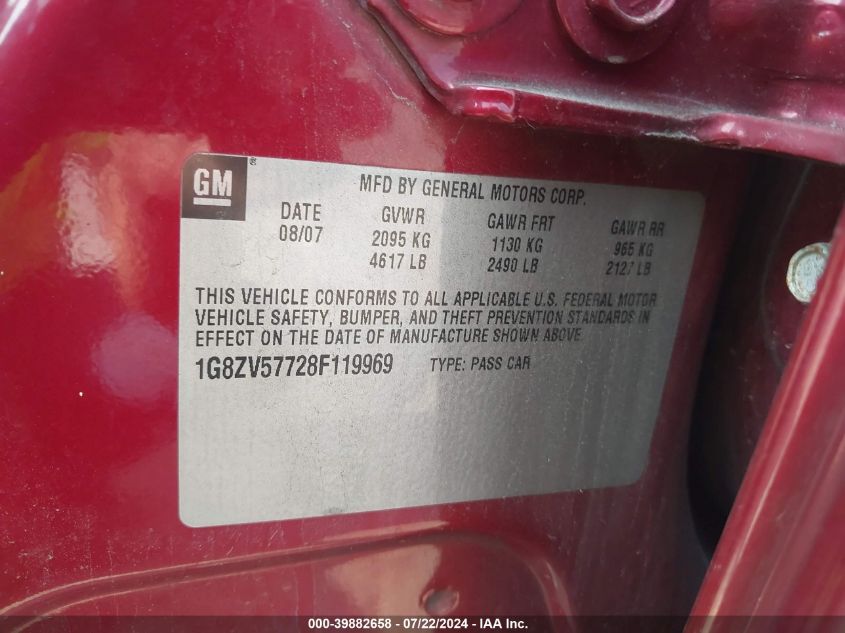 GM ®
MFD BY GENERAL MOTORS CORP.
DATE GVWR GAWR FRT GAWR RR
08/07 2095 KG 1130 KG 965 KG
4617 LB 2490 LB 2127 LB
THIS VEHICLE CONFORMS TO ALL APPLICABLE U.S. FEDERAL MOTOR
VEHICLE SAFETY, BUMPER, AND THEFT PREVENTION STANDARDS IN
EFFECT ON THE DATE OF MANUFACTURE SHOWN ABOVE.
1G8ZV57728F119969 TYPE: PASS CAR
000-39882658 - 07/22/2024 - IAA Inc.